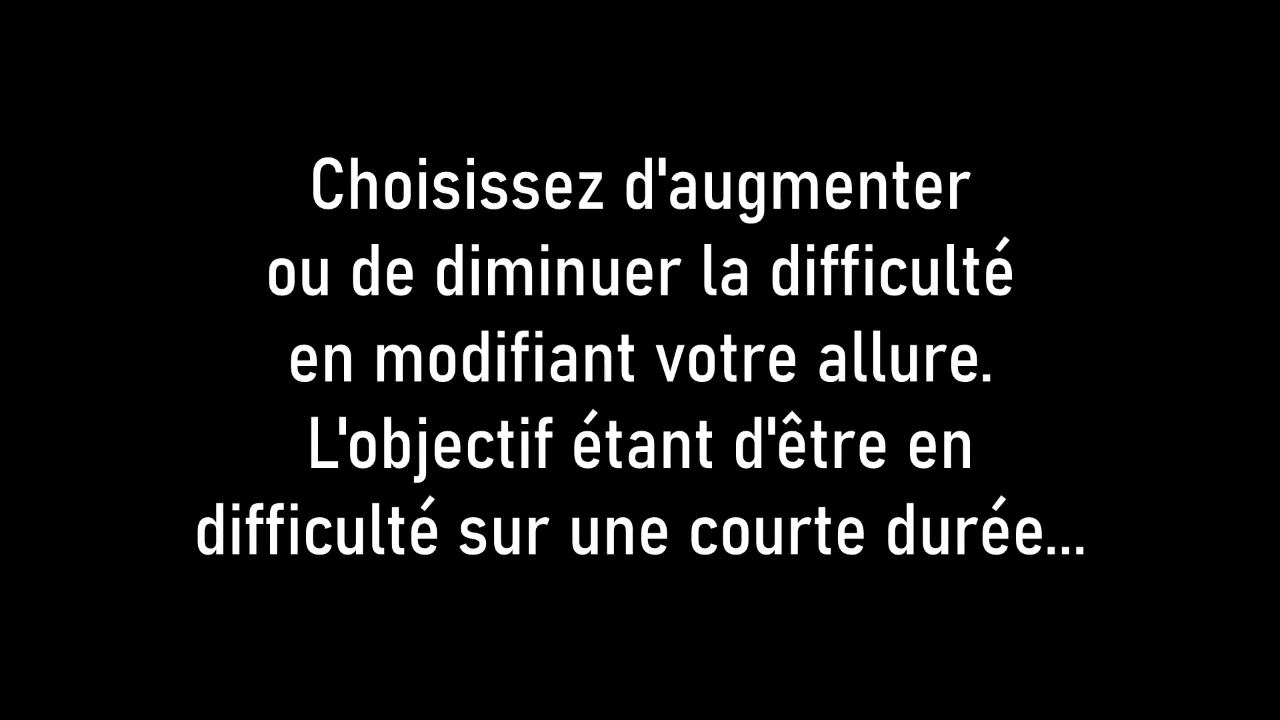 Choisissez d'augmenter
ou de diminuer la difficulté
en modifiant votre allure.
L'objectif étant d'être en
difficulté sur une courte durée...